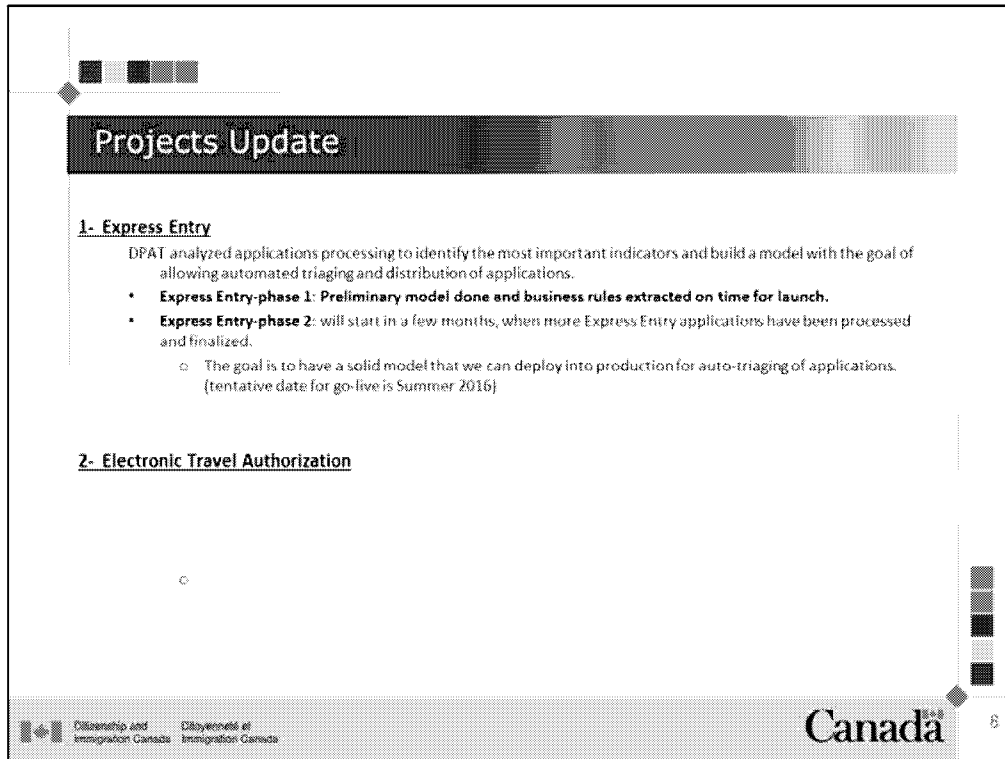 Projects Update
1- Express Entry
DPAT analyzed applications processing to identify the most important indicators and build a model with the goal of
allowing automated triaging and distribution of applications.
• Express Entry-phase 1: Preliminary model done and business rules extracted on time for launch.
• Express Entry-phase 2: will start in a few months, when more Express Entry applications have been processed
and finalized.
○ The goal is to have a solid model that we can deploy into production for auto-triaging of applications.
(tentative date for go-live is Summer 2016)
2- Electronic Travel Authorization
○
Citizenship and Citoyenneté et
Immigration Canada Immigration Canada
Canada
6